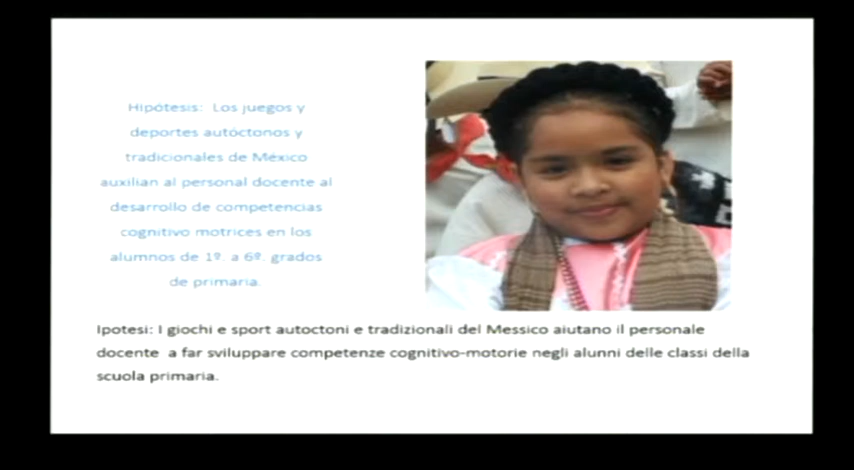 Hipótesis: Los juegos y
deportes autóctonos y
tradicionales de México
auxilian al personal docente al
desarrollo de competencias
cognitivo motrices en los
alumnos de 1º. a 6º. grados
de primaria.
Ipotesi: I giochi e sport autoctoni e tradizionali del Messico aiutano il personale
docente a far sviluppare competenze cognitivo-motorie negli alunni delle classi della
scuola primaria.